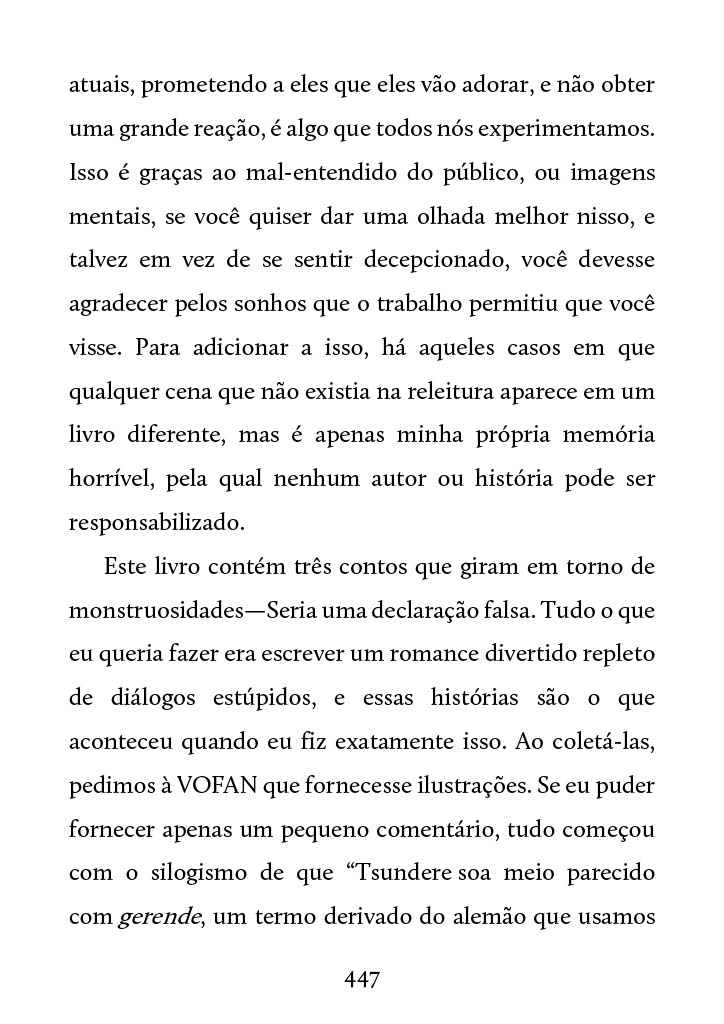 atuais, prometendo a eles que eles vão adorar, e não obter
uma grande reação, é algo que todos nós experimentamos.
Isso é graças ao mal-entendido do público, ou imagens
mentais, se você quiser dar uma olhada melhor nisso, e
talvez em vez de se sentir decepcionado, você devesse
agradecer pelos sonhos que o trabalho permitiu que você
visse. Para adicionar a isso, há aqueles casos em que
qualquer cena que não existia na releitura aparece em um
livro diferente, mas é apenas minha própria memória
horrível, pela qual nenhum autor ou história pode ser
responsabilizado.
Este livro contém três contos que giram em torno de
monstruosidades—Seria uma declaração falsa. Tudo o que
eu queria fazer era escrever um romance divertido repleto
de diálogos estúpidos, e essas histórias são o que
aconteceu quando eu fiz exatamente isso. Ao coletá-las,
pedimos à VOFAN que fornecesse ilustrações. Se eu puder
fornecer apenas um pequeno comentário, tudo começou
com o silogismo de que “Tsundere soa meio parecido
com gerende, um termo derivado do alemão que usamos
447